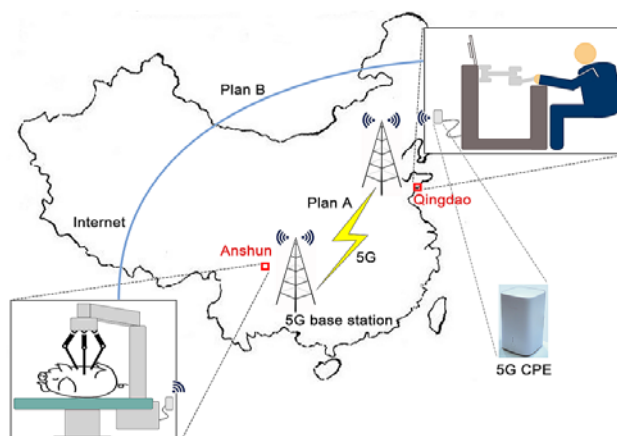 Plan B
Plan A
Qingdao
Internet
5G
Anshun
5G base station
5G CPE